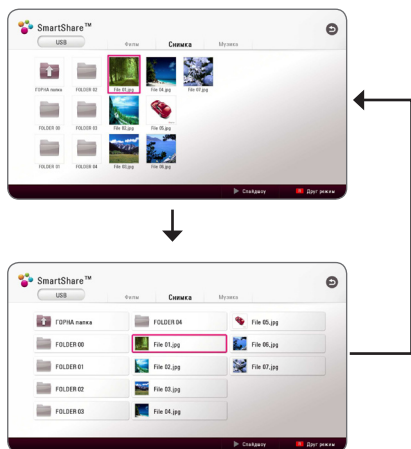 SmartShare™
USB Филм Снимка Музика
ГОРНА папка FOLDER 02 File 01.jpg File 04.jpg File 07.jpg
FOLDER 00 FOLDER 03 File 02.jpg File 05.jpg
FOLDER 01 FOLDER 04 File 03.jpg File 06.jpg
Слайдшоу Друг режим
SmartShare™
USB Филм Снимка Музика
ГОРНА папка FOLDER 04 File 05.jpg
FOLDER 00 File 01.jpg File 06.jpg
FOLDER 01 File 02.jpg File 07.jpg
FOLDER 02 File 03.jpg
FOLDER 03 File 04.jpg
Слайдшоу Друг режим